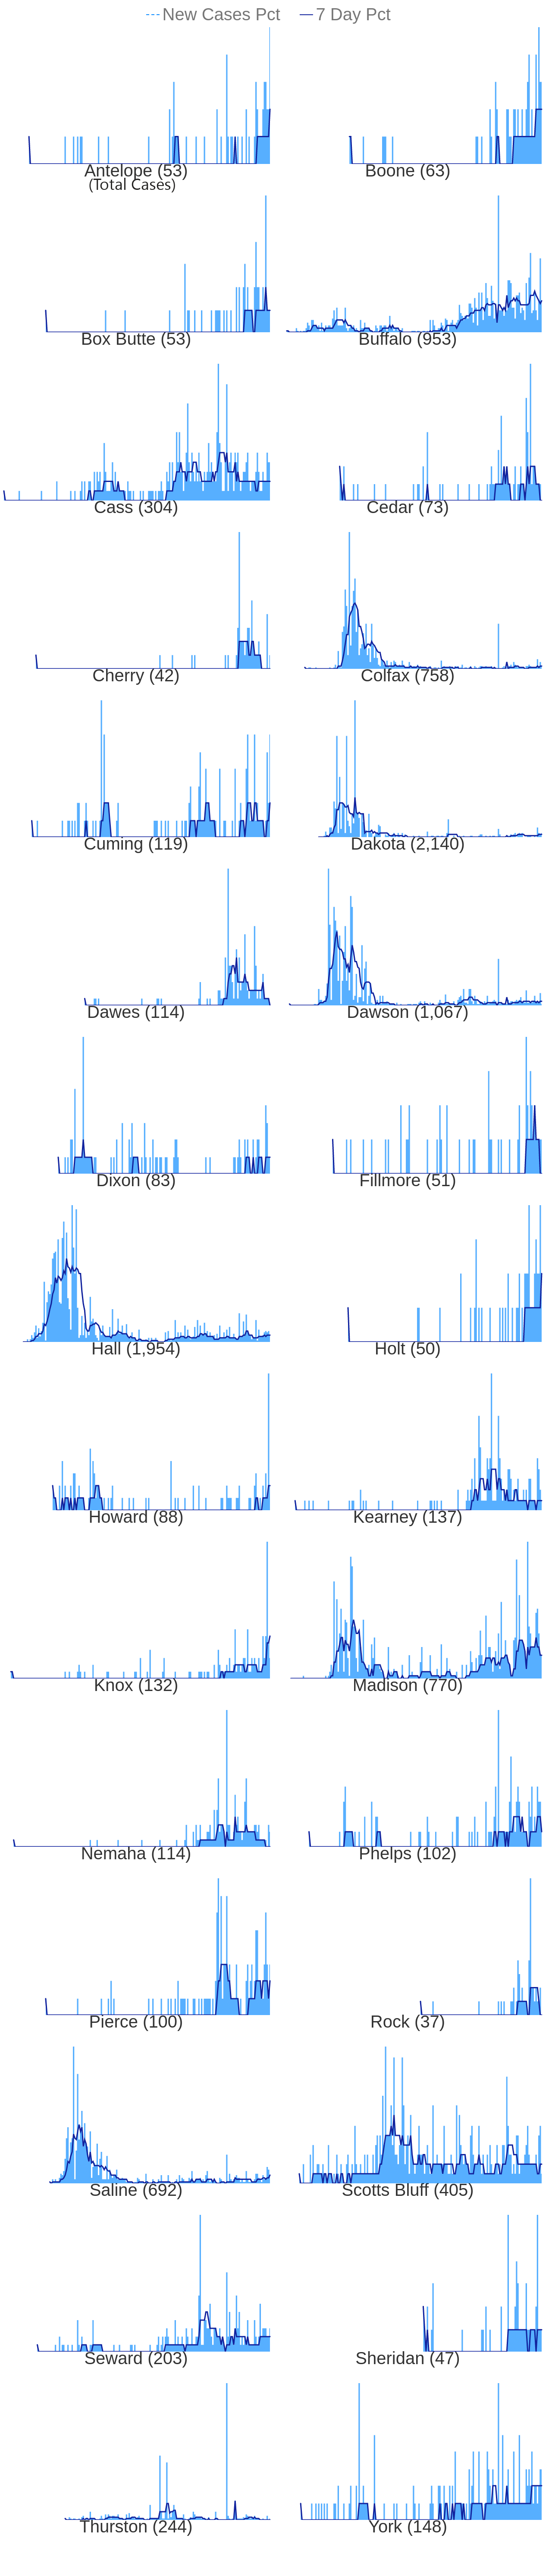 New Cases Pct 7 Day Pct
Antelope (53) Boone (63)
(Total Cases)
Box Butte (53) Buffalo (953)
Cass (304) Cedar (73)
Cherry (42) Colfax (758)
Cuming (119) Dakota (2,140)
Dawes (114) Dawson (1,067)
Dixon (83) Fillmore (51)
Hall (1,954) Holt (50)
Howard (88) Kearney (137)
Knox (132) Madison (770)
Nemaha (114) Phelps (102)
Pierce (100) Rock (37)
Saline (692) Scotts Bluff (405)
Seward (203) Sheridan (47)
Thurston (244) York (148)